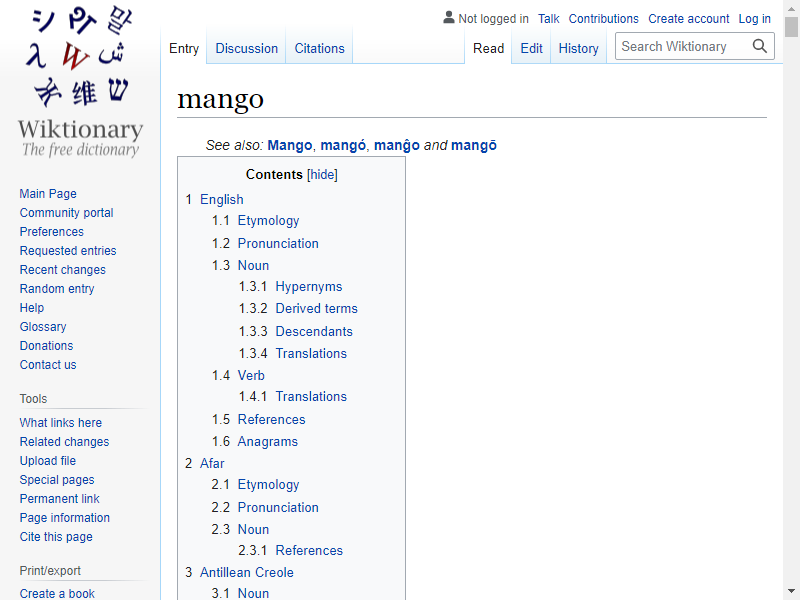 Not logged in Talk Contributions Create account Log in
Entry Discussion Citations Read Edit History Search Wiktionary
Wiktionary
The free dictionary
Main Page
Community portal
Preferences
Requested entries
Recent changes
Random entry
Help
Glossary
Donations
Contact us
Tools
What links here
Related changes
Upload file
Special pages
Permanent link
Page information
Cite this page
Print/export
Create a book
mango
See also: Mango, mangó, manĝo and mangō
Contents [hide]
1 English
1.1 Etymology
1.2 Pronunciation
1.3 Noun
1.3.1 Hypernyms
1.3.2 Derived terms
1.3.3 Descendants
1.3.4 Translations
1.4 Verb
1.4.1 Translations
1.5 References
1.6 Anagrams
2 Afar
2.1 Etymology
2.2 Pronunciation
2.3 Noun
2.3.1 References
3 Antillean Creole
3.1 Noun